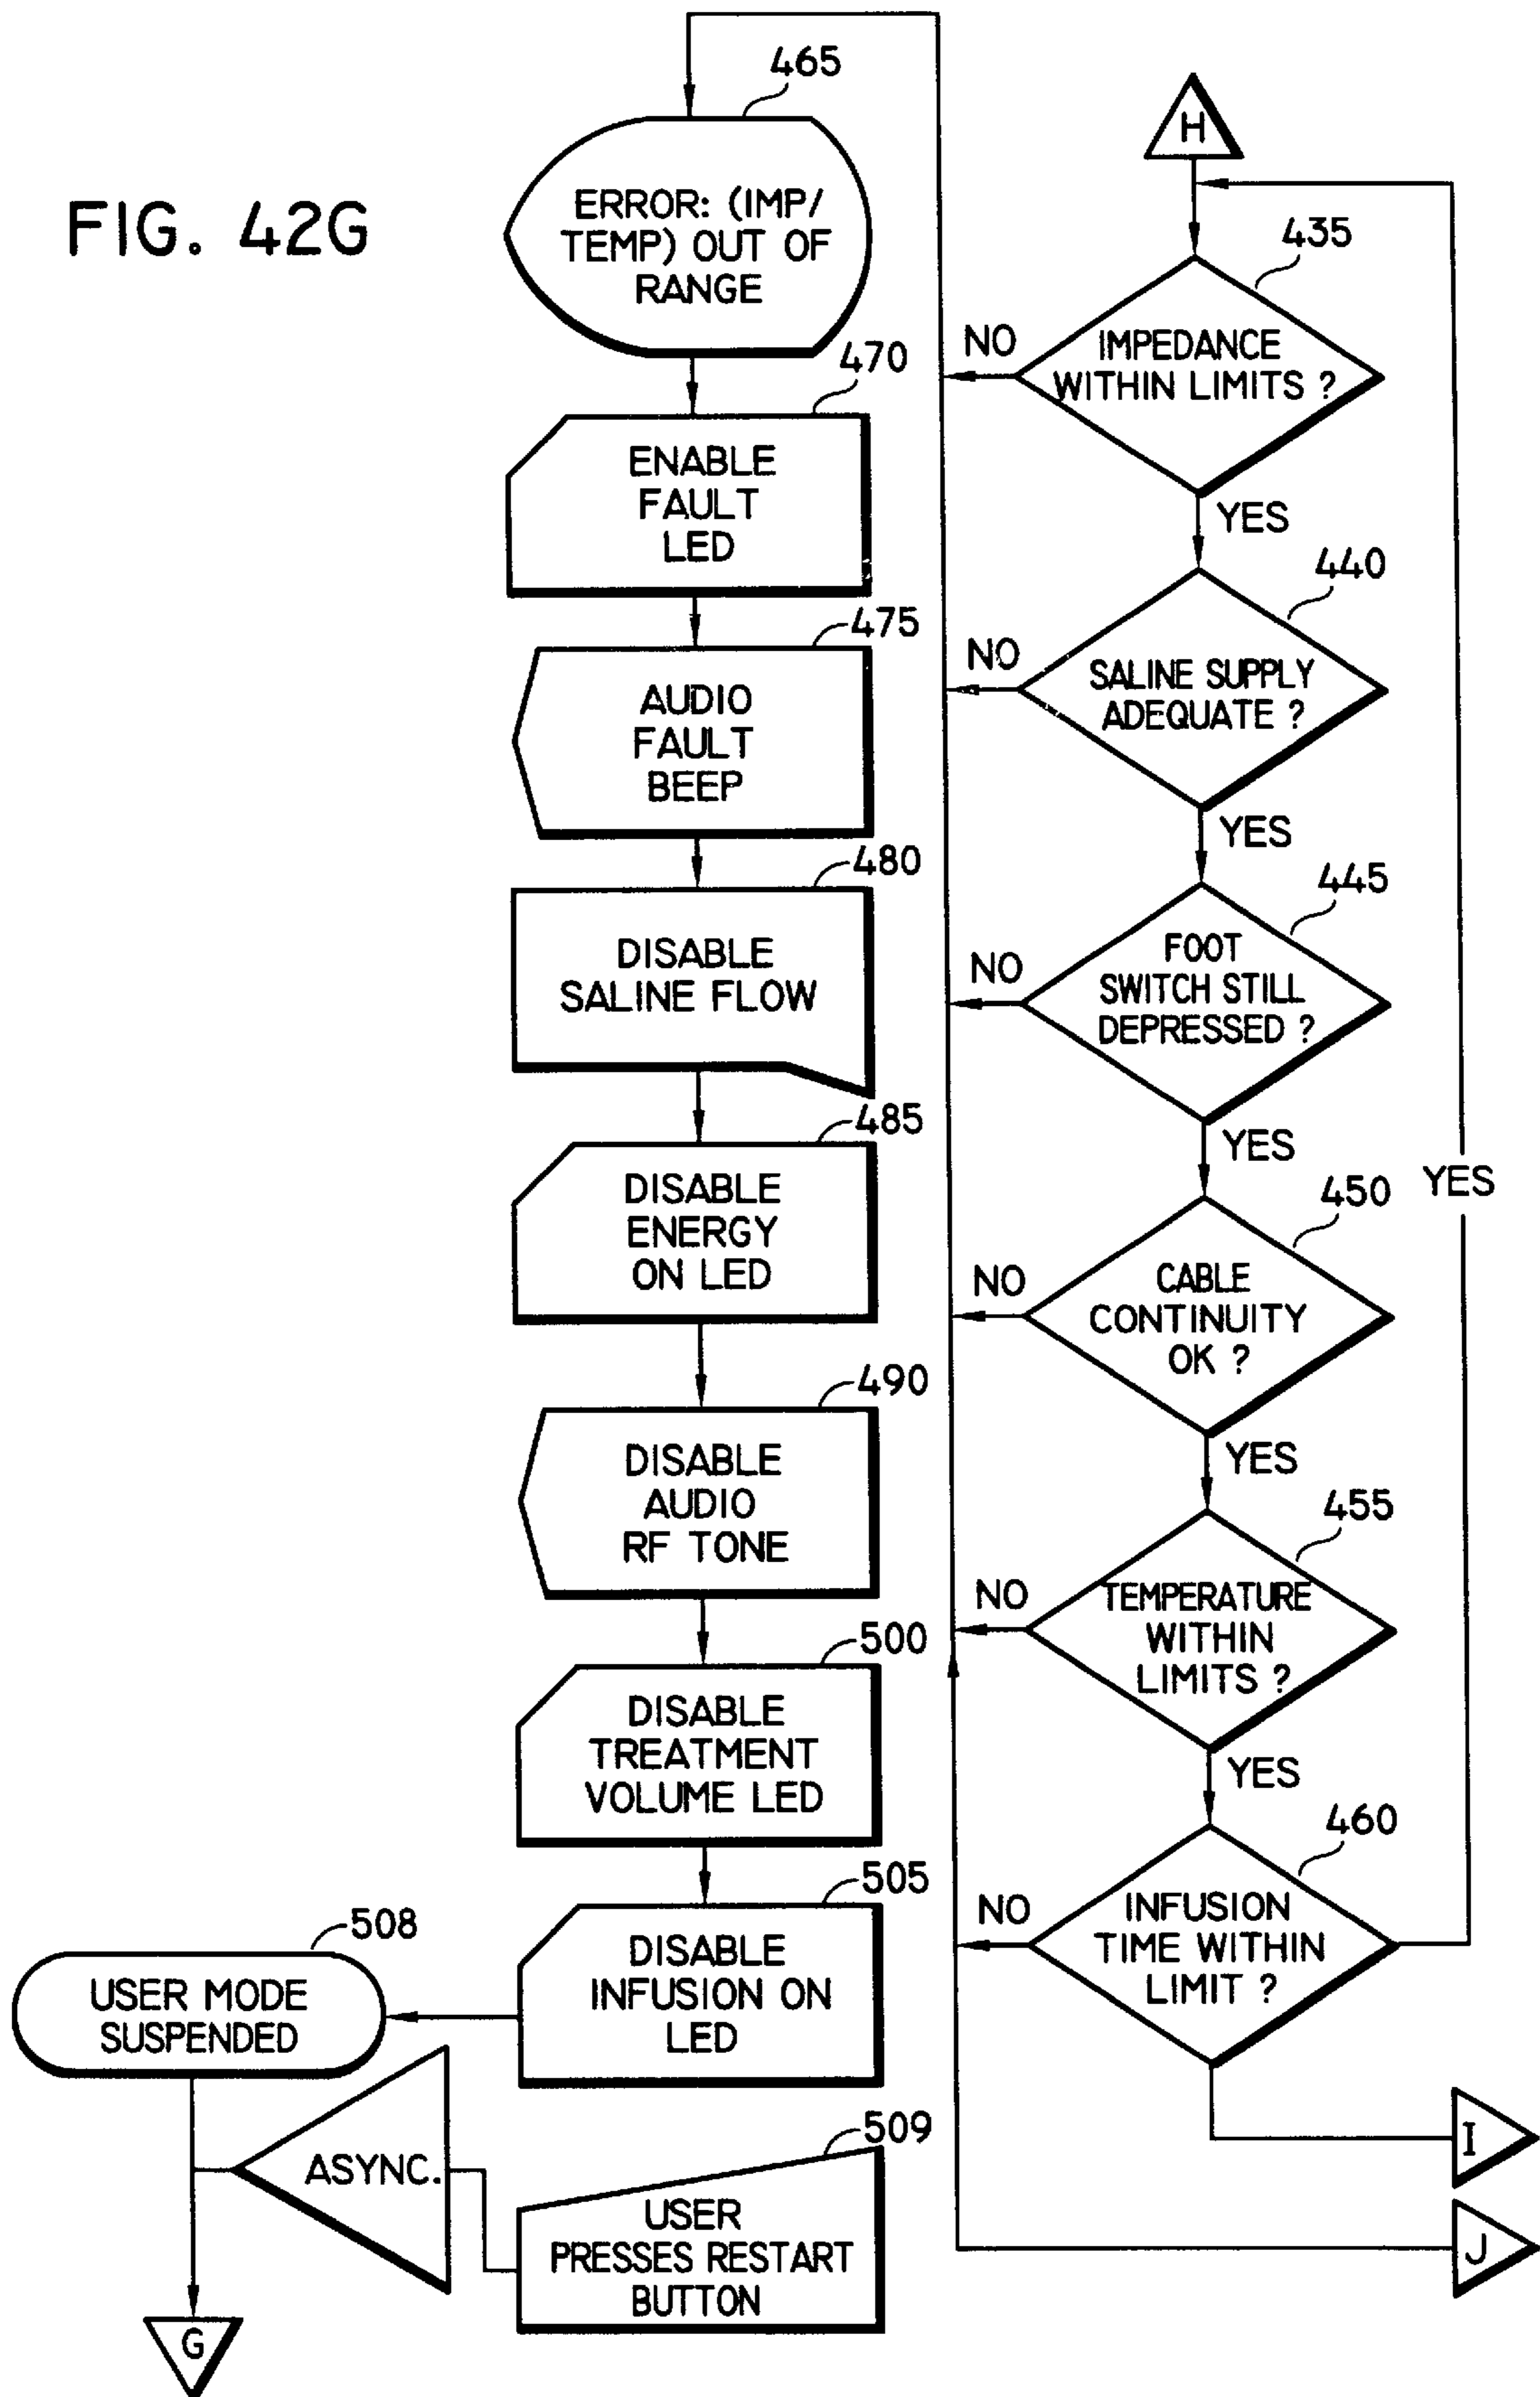 FIG. 42G
465
ERROR: (IMP/
TEMP) OUT OF
RANGE
470
ENABLE
FAULT
LED
475
AUDIO
FAULT
BEEP
480
DISABLE
SALINE FLOW
485
DISABLE
ENERGY
ON LED
490
DISABLE
AUDIO
RF TONE
500
DISABLE
TREATMENT
VOLUME LED
505
DISABLE
INFUSION ON
LED
508
USER MODE
SUSPENDED
ASYNC.
509
USER
PRESSES RESTART
BUTTON
G
H
435
IMPEDANCE
WITHIN LIMITS ?
NO
YES
440
SALINE SUPPLY
ADEQUATE ?
NO
YES
445
FOOT
SWITCH STILL
DEPRESSED ?
NO
YES
450
CABLE
CONTINUITY
OK ?
NO
YES
455
TEMPERATURE
WITHIN
LIMITS ?
NO
YES
460
INFUSION
TIME WITHIN
LIMIT ?
NO
YES
I
J